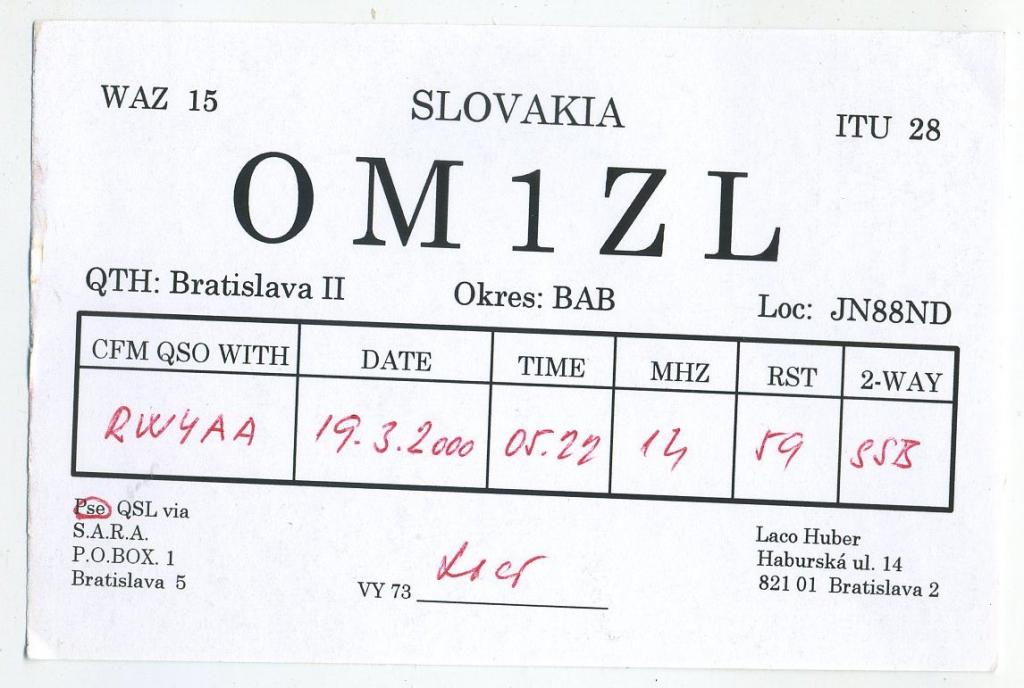 WAZ 15 SLOVAKIA ITU 28
OM1ZL
QTH: Bratislava II Okres: BAB Loc: JN88ND
CFM QSO WITH DATE TIME MHZ RST 2-WAY
RW4AA 19.3.2000 05.22 14 59 SSB
Pse QSL via
S.A.R.A.
P.O.BOX. 1
Bratislava 5
VY 73 Laco
Laco Huber
Haburská ul. 14
821 01 Bratislava 2